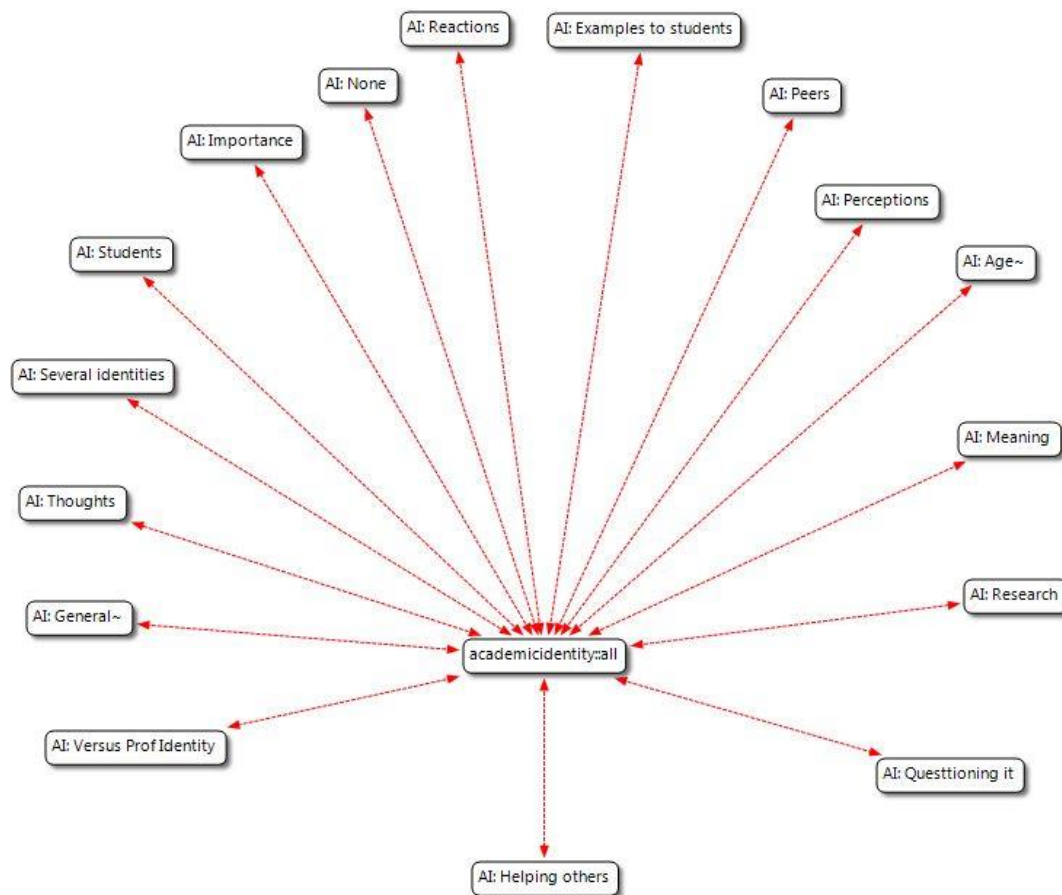 AI: Reactions
AI: Examples to students
AI: None
AI: Peers
AI: Importance
AI: Perceptions
AI: Students
AI: Age~
AI: Several identities
AI: Meaning
AI: Thoughts
AI: Research
AI: General~
academicidentity::all
AI: Versus Prof Identity
AI: Questtioning it
AI: Helping others